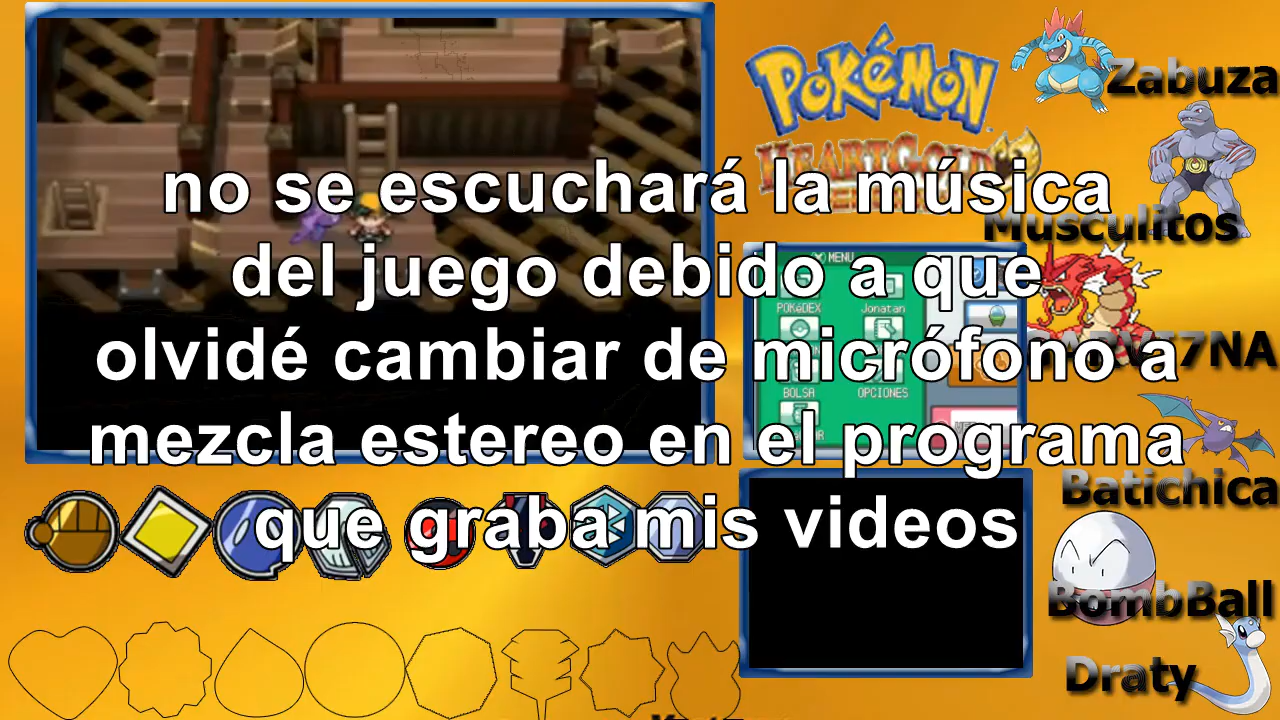 POKéMON
HEARTGOLD
Zabuza
Musculitos
no se escuchará la música
del juego debido a que
olvidé cambiar de micrófono a
mezcla estereo en el programa
que graba mis videos
MENU
POKéDEX
Jonatan
BOLSA
OPCIONES
Batichica
BombBall
Draty